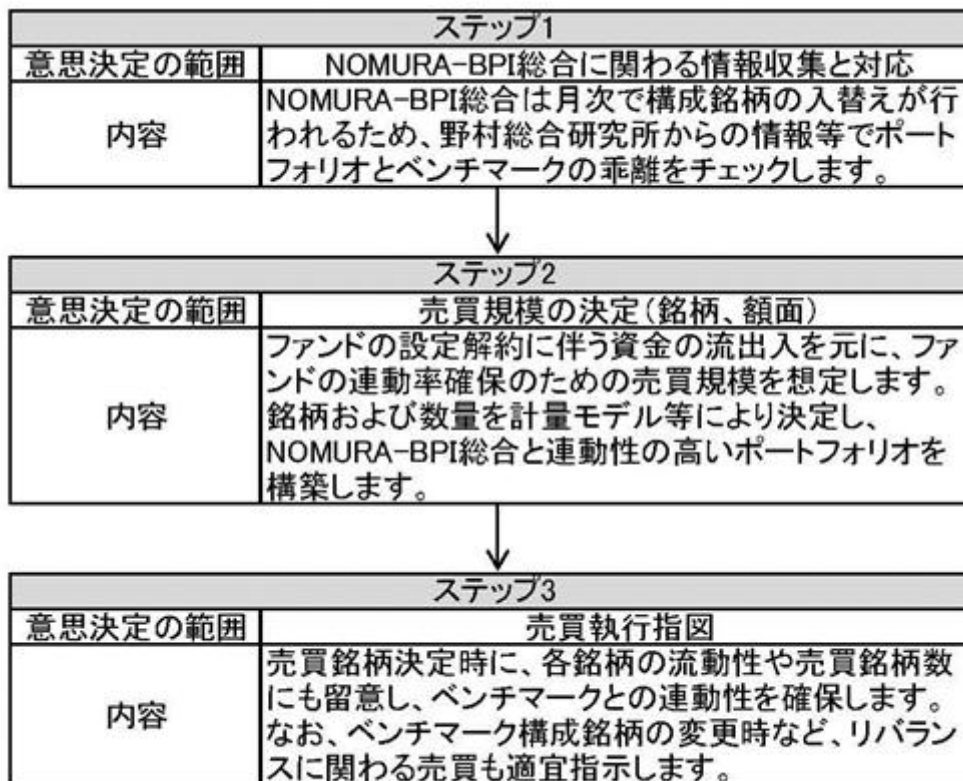 ステップ1
意思決定の範囲 NOMURA-BPI総合に関わる情報収集と対応
内容
NOMURA-BPI総合は月次で構成銘柄の入替えが行
われるため、野村総合研究所からの情報等でポート
フォリオとベンチマークの乖離をチェックします。
ステップ2
意思決定の範囲 売買規模の決定(銘柄、額面)
内容
ファンドの設定解約に伴う資金の流出入を元に、ファ
ンドの連動率確保のための売買規模を想定します。
銘柄および数量を計量モデル等により決定し、
NOMURA-BPI総合と連動性の高いポートフォリオを
構築します。
ステップ3
意思決定の範囲 売買執行指図
内容
売買銘柄決定時に、各銘柄の流動性や売買銘柄数
にも留意し、ベンチマークとの連動性を確保します。
なお、ベンチマーク構成銘柄の変更時など、リバラン
スに関わる売買も適宜指示します。